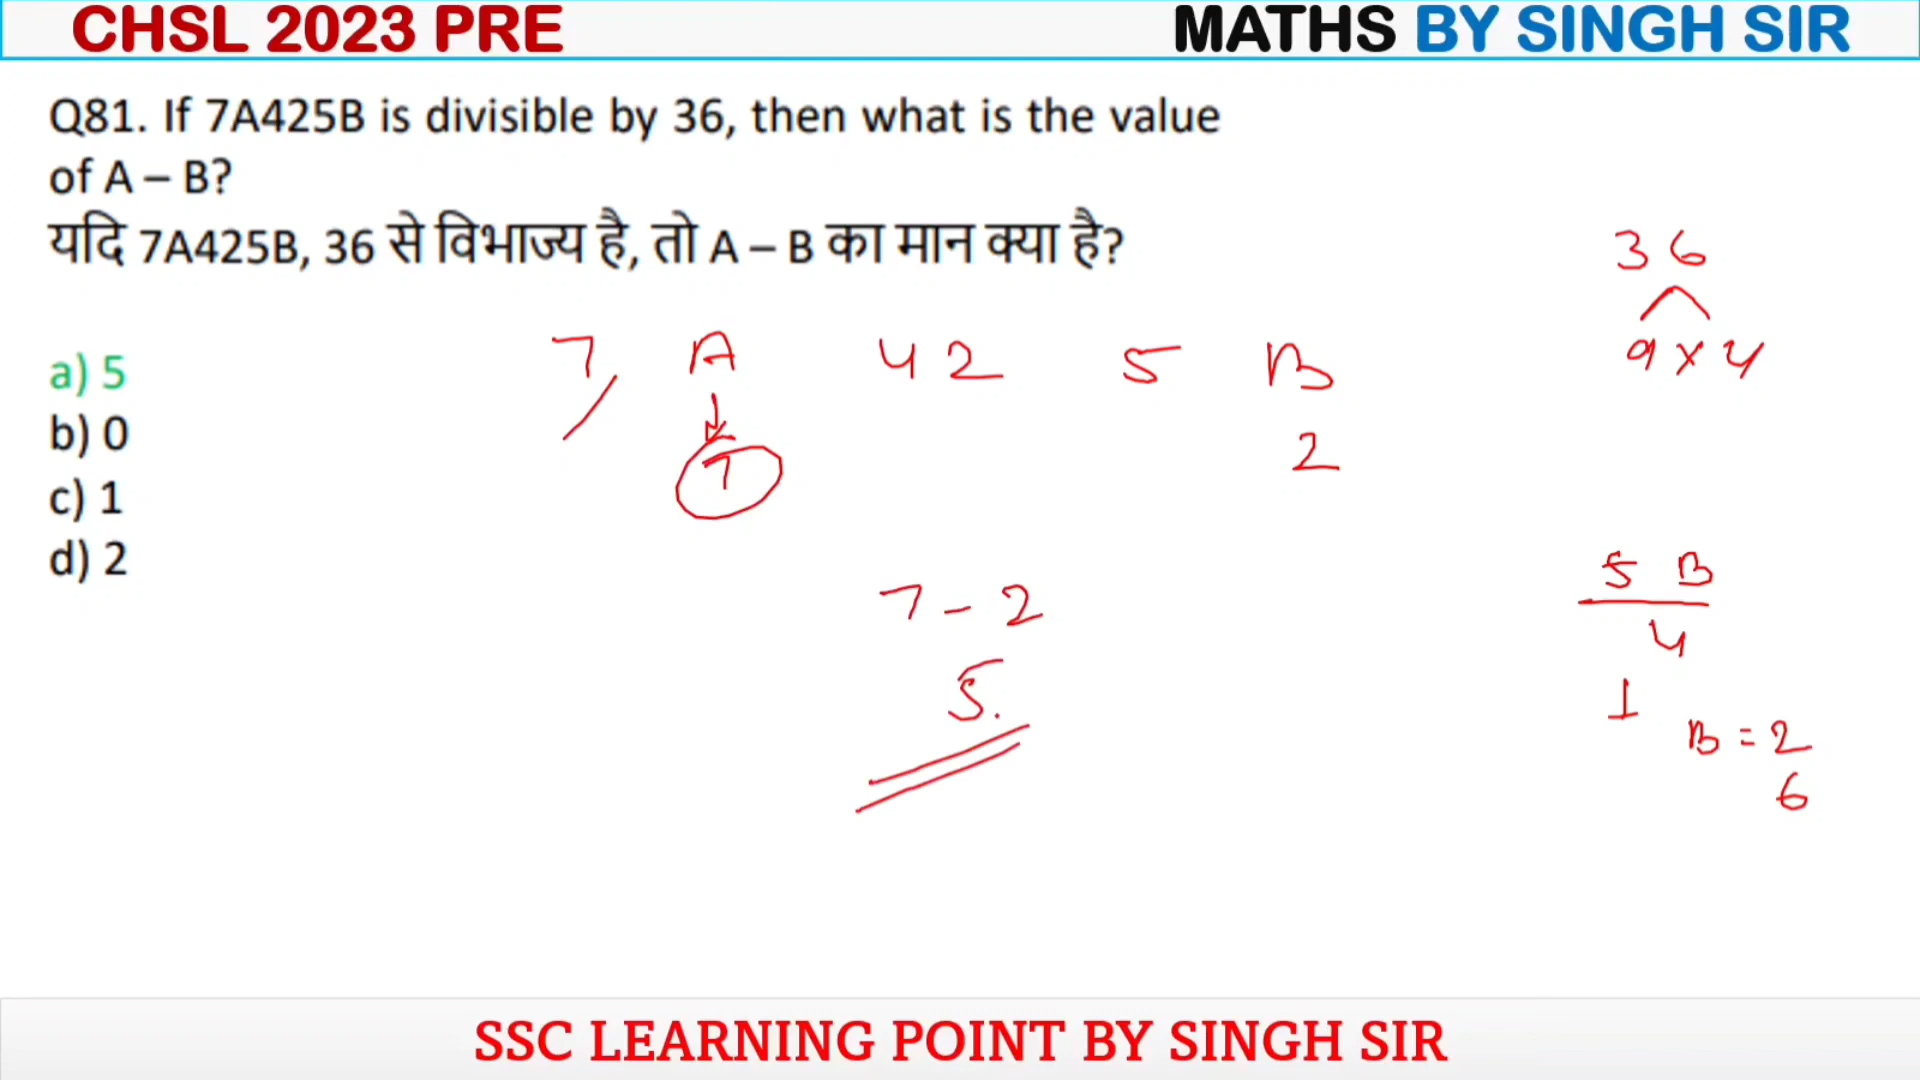 CHSL 2023 PRE
MATHS BY SINGH SIR
Q81. If 7A425B is divisible by 36, then what is the value
of A – B?
यदि 7A425B, 36 से विभाज्य है, तो A – B का मान क्या है?
a) 5
b) 0
c) 1
d) 2
7 A 42 5 B
7
2
7 - 2
5.
36
9 x 4
5 B
4
1
B = 2
6
SSC LEARNING POINT BY SINGH SIR